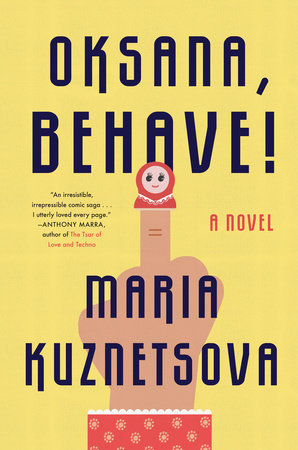 OKSANA,
BEHAVE!
"An irresistible,
irrepressible comic saga . . .
I utterly loved every page."
—ANTHONY MARRA,
author of The Tsar of
Love and Techno
A NOVEL
MARIA
KUZNETSOVA